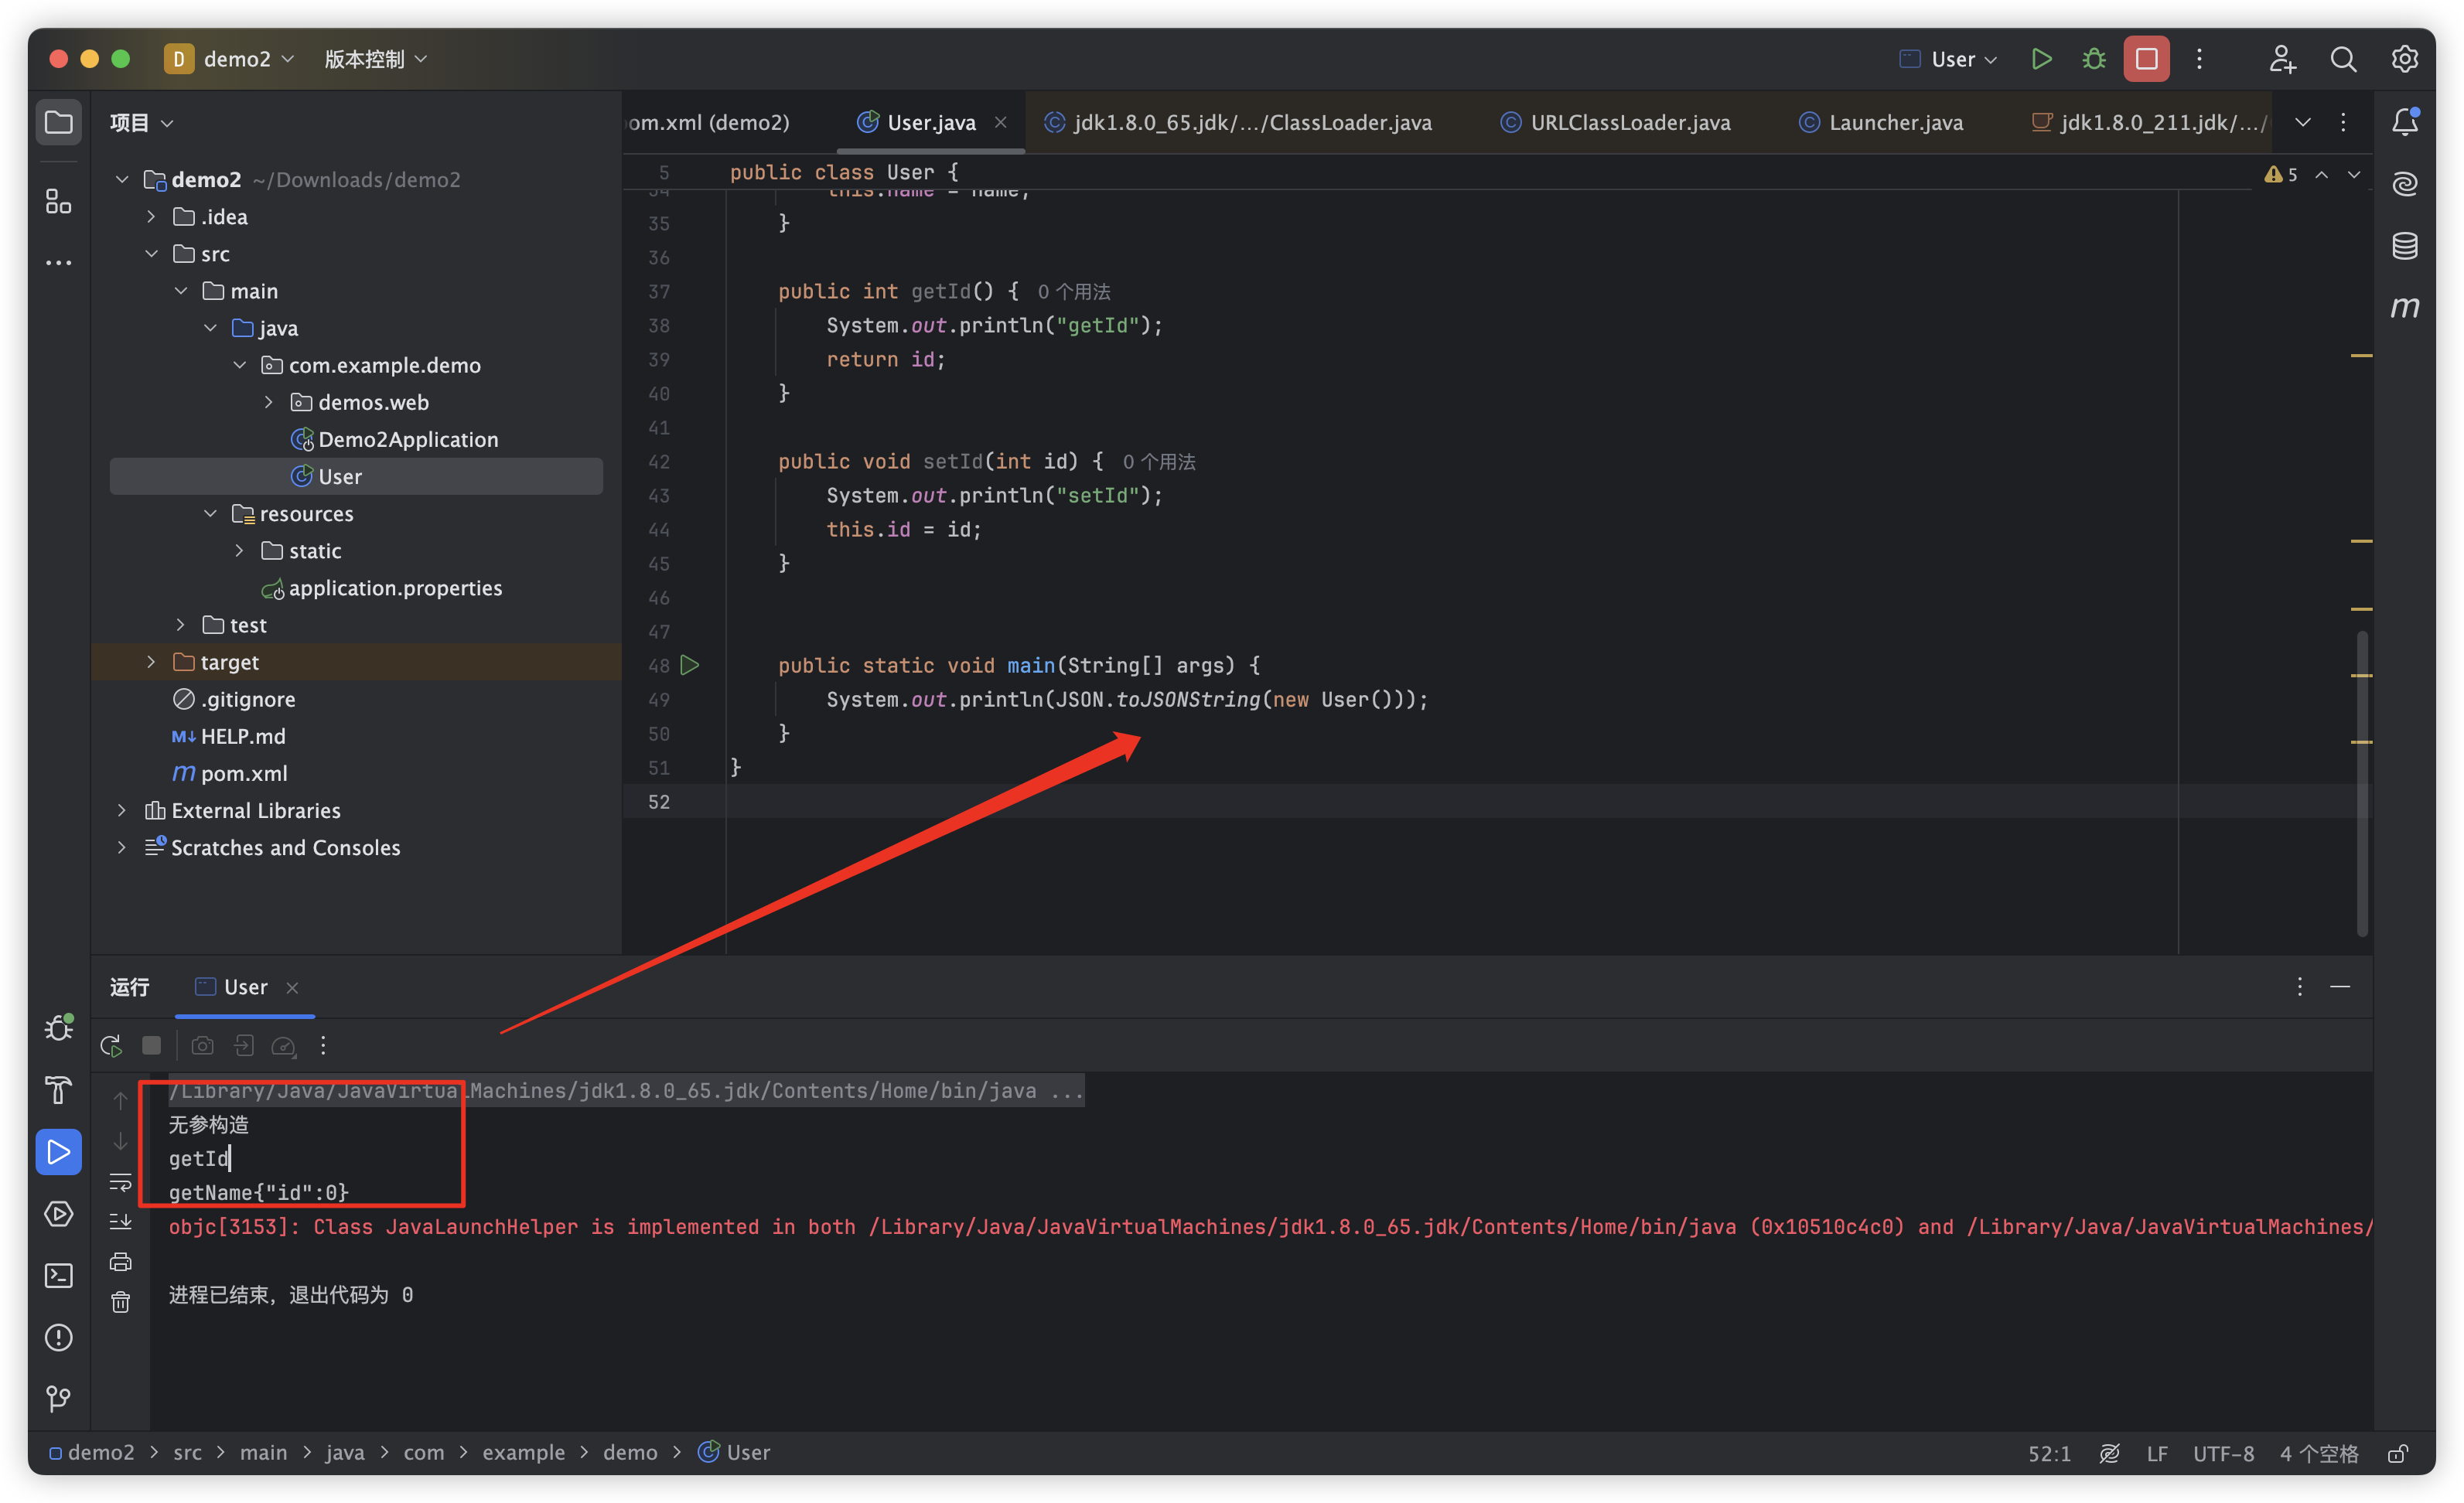 D demo2 版本控制 User
项目
om.xml (demo2) User.java jdk1.8.0_65.jdk/.../ClassLoader.java URLClassLoader.java Launcher.java jdk1.8.0_211.jdk/.../
demo2 ~/Downloads/demo2
.idea
src
main
java
com.example.demo
demos.web
Demo2Application
User
resources
static
application.properties
test
target
.gitignore
M↓ HELP.md
m pom.xml
External Libraries
Scratches and Consoles
5 public class User {
5
34 this.name = name;
35 }
36
37 public int getId() { 0 个用法
38 System.out.println("getId");
39 return id;
40 }
41
42 public void setId(int id) { 0 个用法
43 System.out.println("setId");
44 this.id = id;
45 }
46
47
48 public static void main(String[] args) {
49 System.out.println(JSON.toJSONString(new User()));
50 }
51 }
52
m
运行 User
/Library/Java/JavaVirtualMachines/jdk1.8.0_65.jdk/Contents/Home/bin/java ...
无参构造
getId
getName{"id":0}
objc[3153]: Class JavaLaunchHelper is implemented in both /Library/Java/JavaVirtualMachines/jdk1.8.0_65.jdk/Contents/Home/bin/java (0x10510c4c0) and /Library/Java/JavaVirtualMachines/
进程已结束，退出代码为 0
demo2 > src > main > java > com > example > demo > User
52:1 LF UTF-8 4 个空格